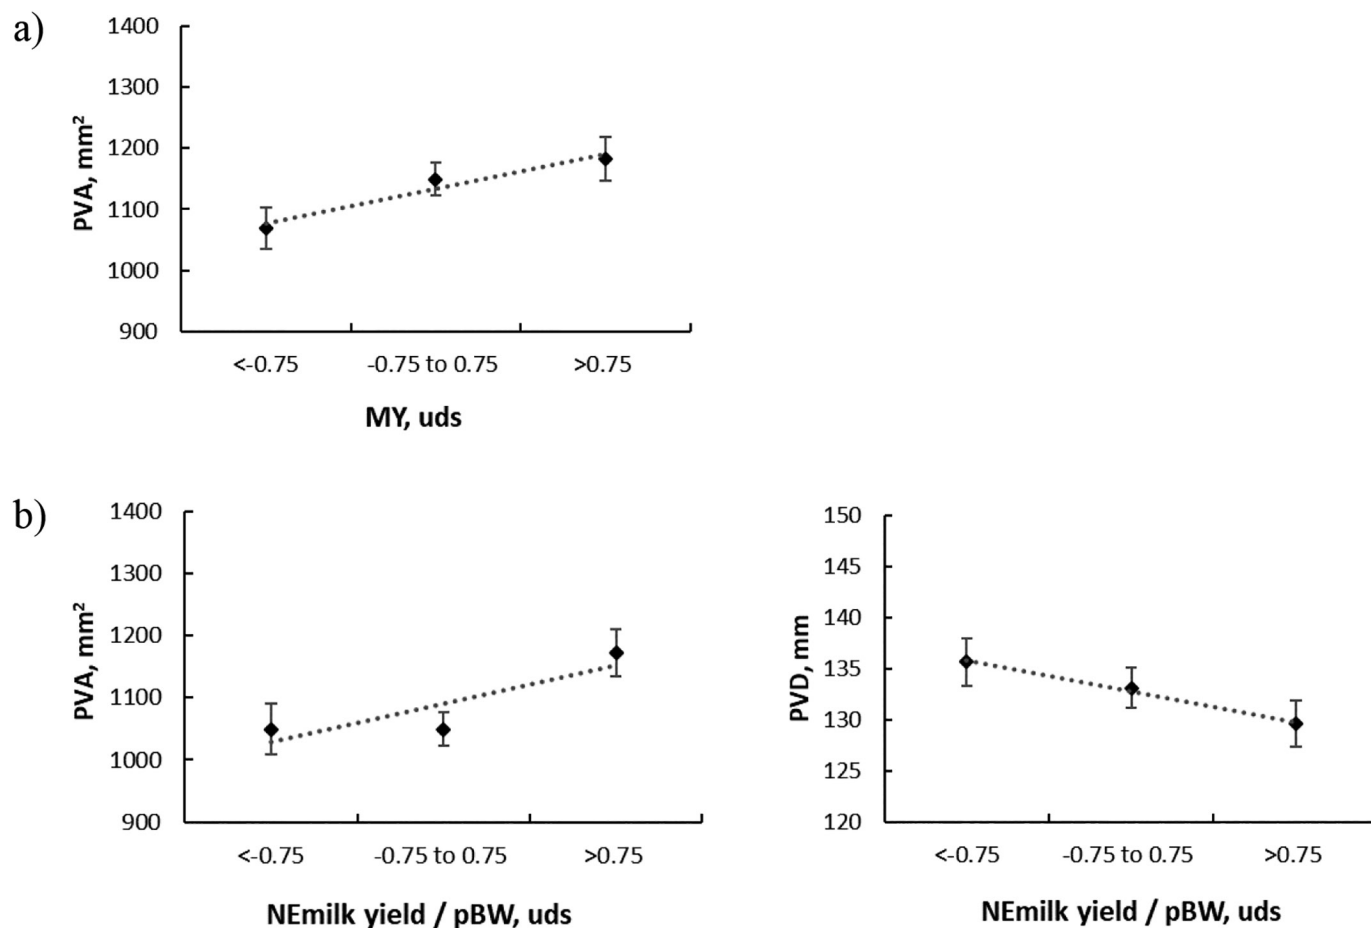 a)
1400
1300
1200
1100
1000
900
PVA, mm²
<-0.75 -0.75 to 0.75 >0.75
MY, uds
b)
1400
1300
1200
1100
1000
900
PVA, mm²
<-0.75 -0.75 to 0.75 >0.75
NEmilk yield / pBW, uds
150
145
140
135
130
125
120
PVD, mm
<-0.75 -0.75 to 0.75 >0.75
NEmilk yield / pBW, uds